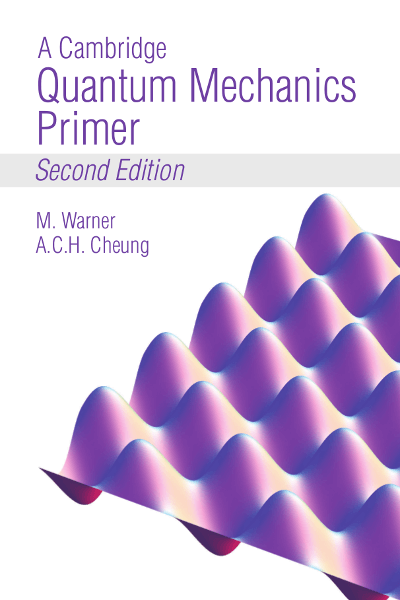 A Cambridge
Quantum Mechanics
Primer
Second Edition
M. Warner
A.C.H. Cheung